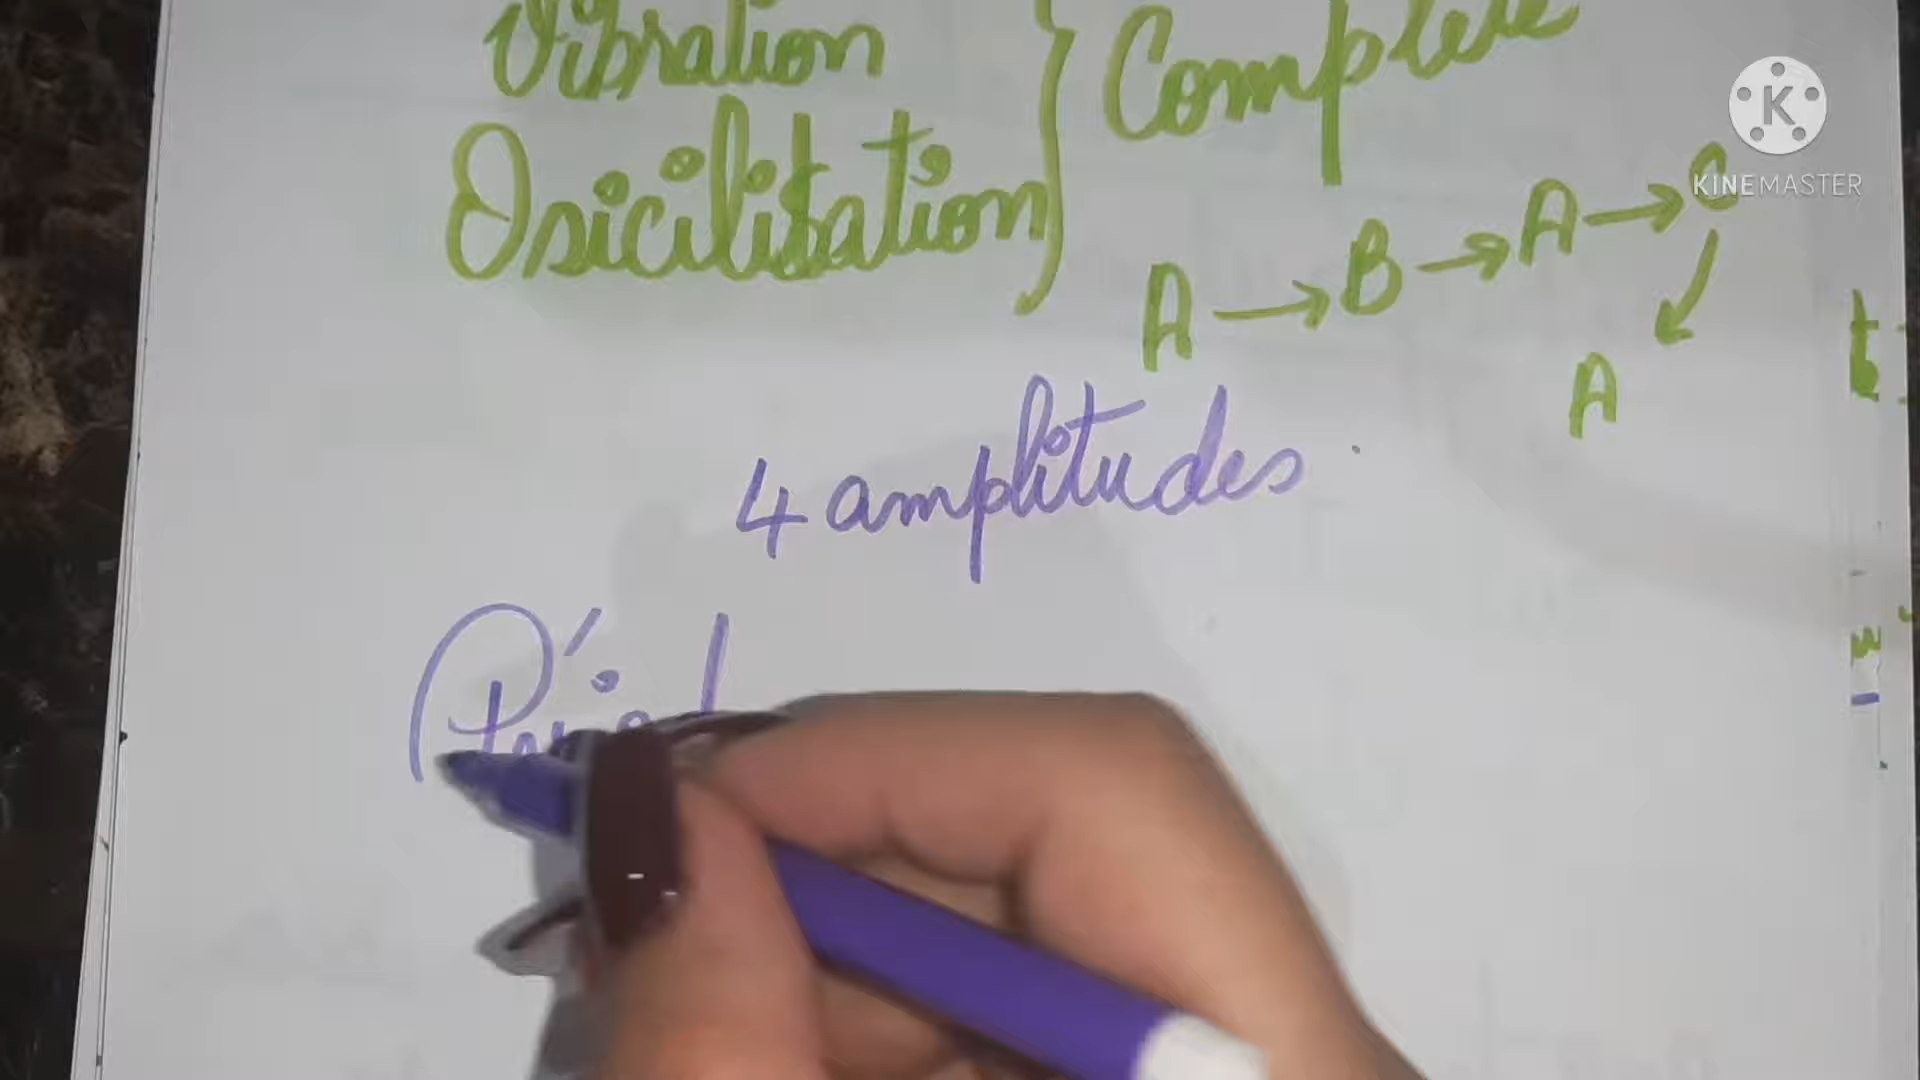 Vibration } Complete
Osicilitation
A → B → A → C
A
4 amplitudes
KINEMASTER